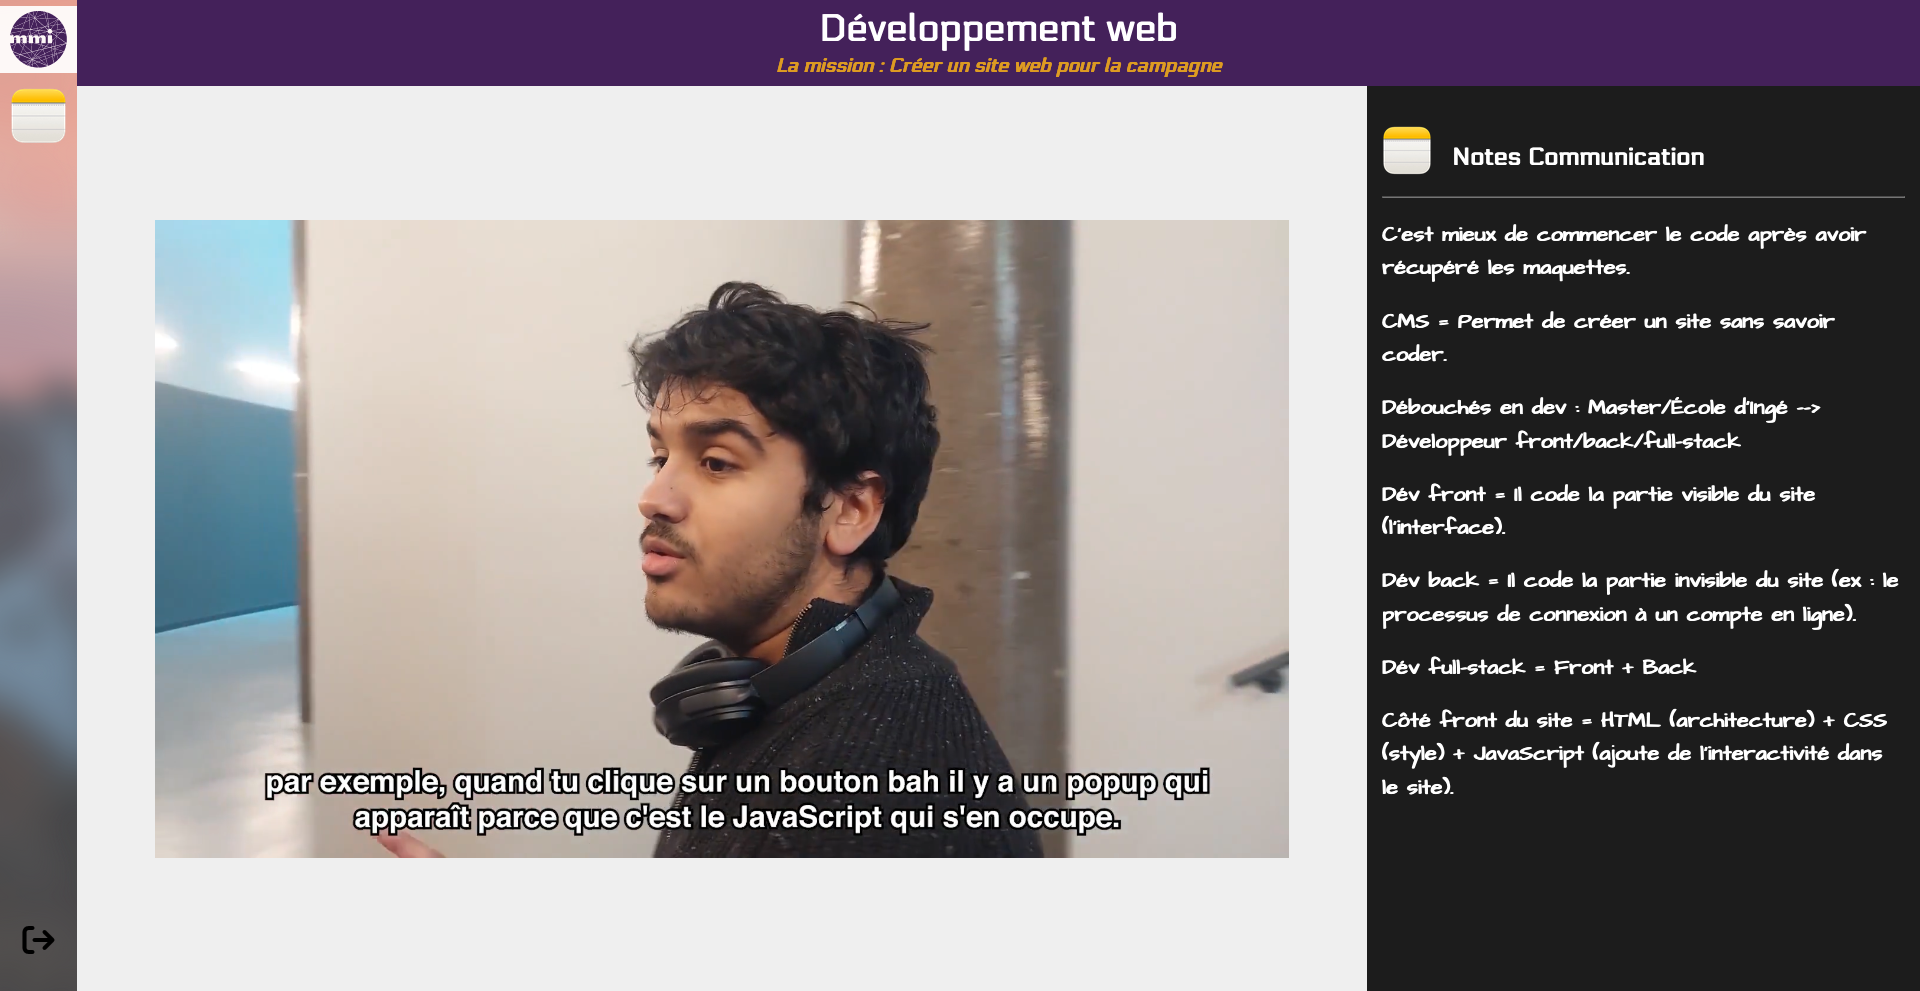 mmi
Développement web
La mission : Créer un site web pour la campagne
par exemple, quand tu clique sur un bouton bah il y a un popup qui
apparaît parce que c'est le JavaScript qui s'en occupe.
Notes Communication
C'est mieux de commencer le code après avoir
récupéré les maquettes.
CMS = Permet de créer un site sans savoir
coder.
Débouchés en dev : Master/École d'Ingé -->
Développeur front/back/full-stack
Dév front = Il code la partie visible du site
(l'interface).
Dév back = Il code la partie invisible du site (ex : le
processus de connexion à un compte en ligne).
Dév full-stack = Front + Back
Côté front du site = HTML (architecture) + CSS
(style) + JavaScript (ajoute de l'interactivité dans
le site).